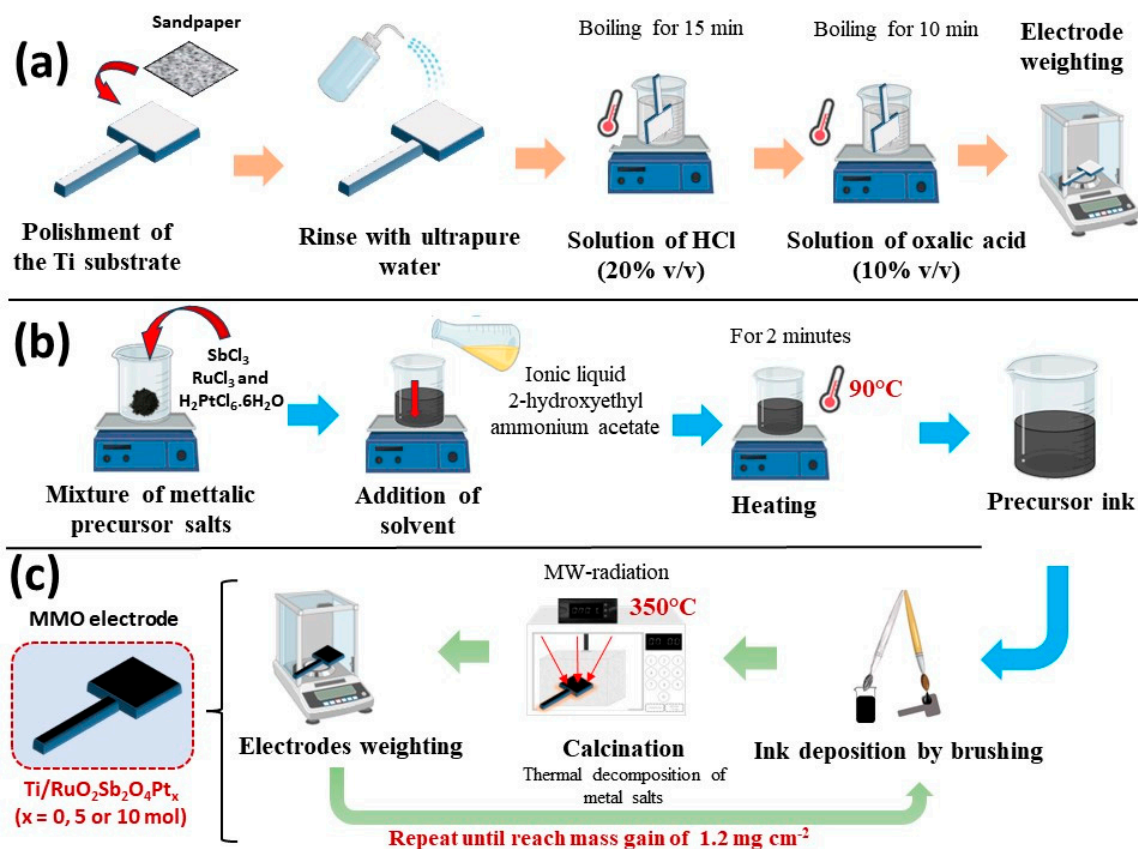 (a)
Sandpaper
Polishment of
the Ti substrate
Rinse with ultrapure
water
Boiling for 15 min
Solution of HCl
(20% v/v)
Boiling for 10 min
Solution of oxalic acid
(10% v/v)
Electrode
weighting
(b)
SbCl₃
RuCl₃ and
H₂PtCl₆.6H₂O
Mixture of mettalic
precursor salts
Addition of
solvent
Ionic liquid
2-hydroxyethyl
ammonium acetate
For 2 minutes
90°C
Heating
Precursor ink
(c)
MMO electrode
Ti/RuO₂Sb₂O₄Ptₓ
(x = 0, 5 or 10 mol)
Electrodes weighting
MW-radiation
350°C
Calcination
Thermal decomposition of
metal salts
Ink deposition by brushing
Repeat until reach mass gain of 1.2 mg cm⁻²